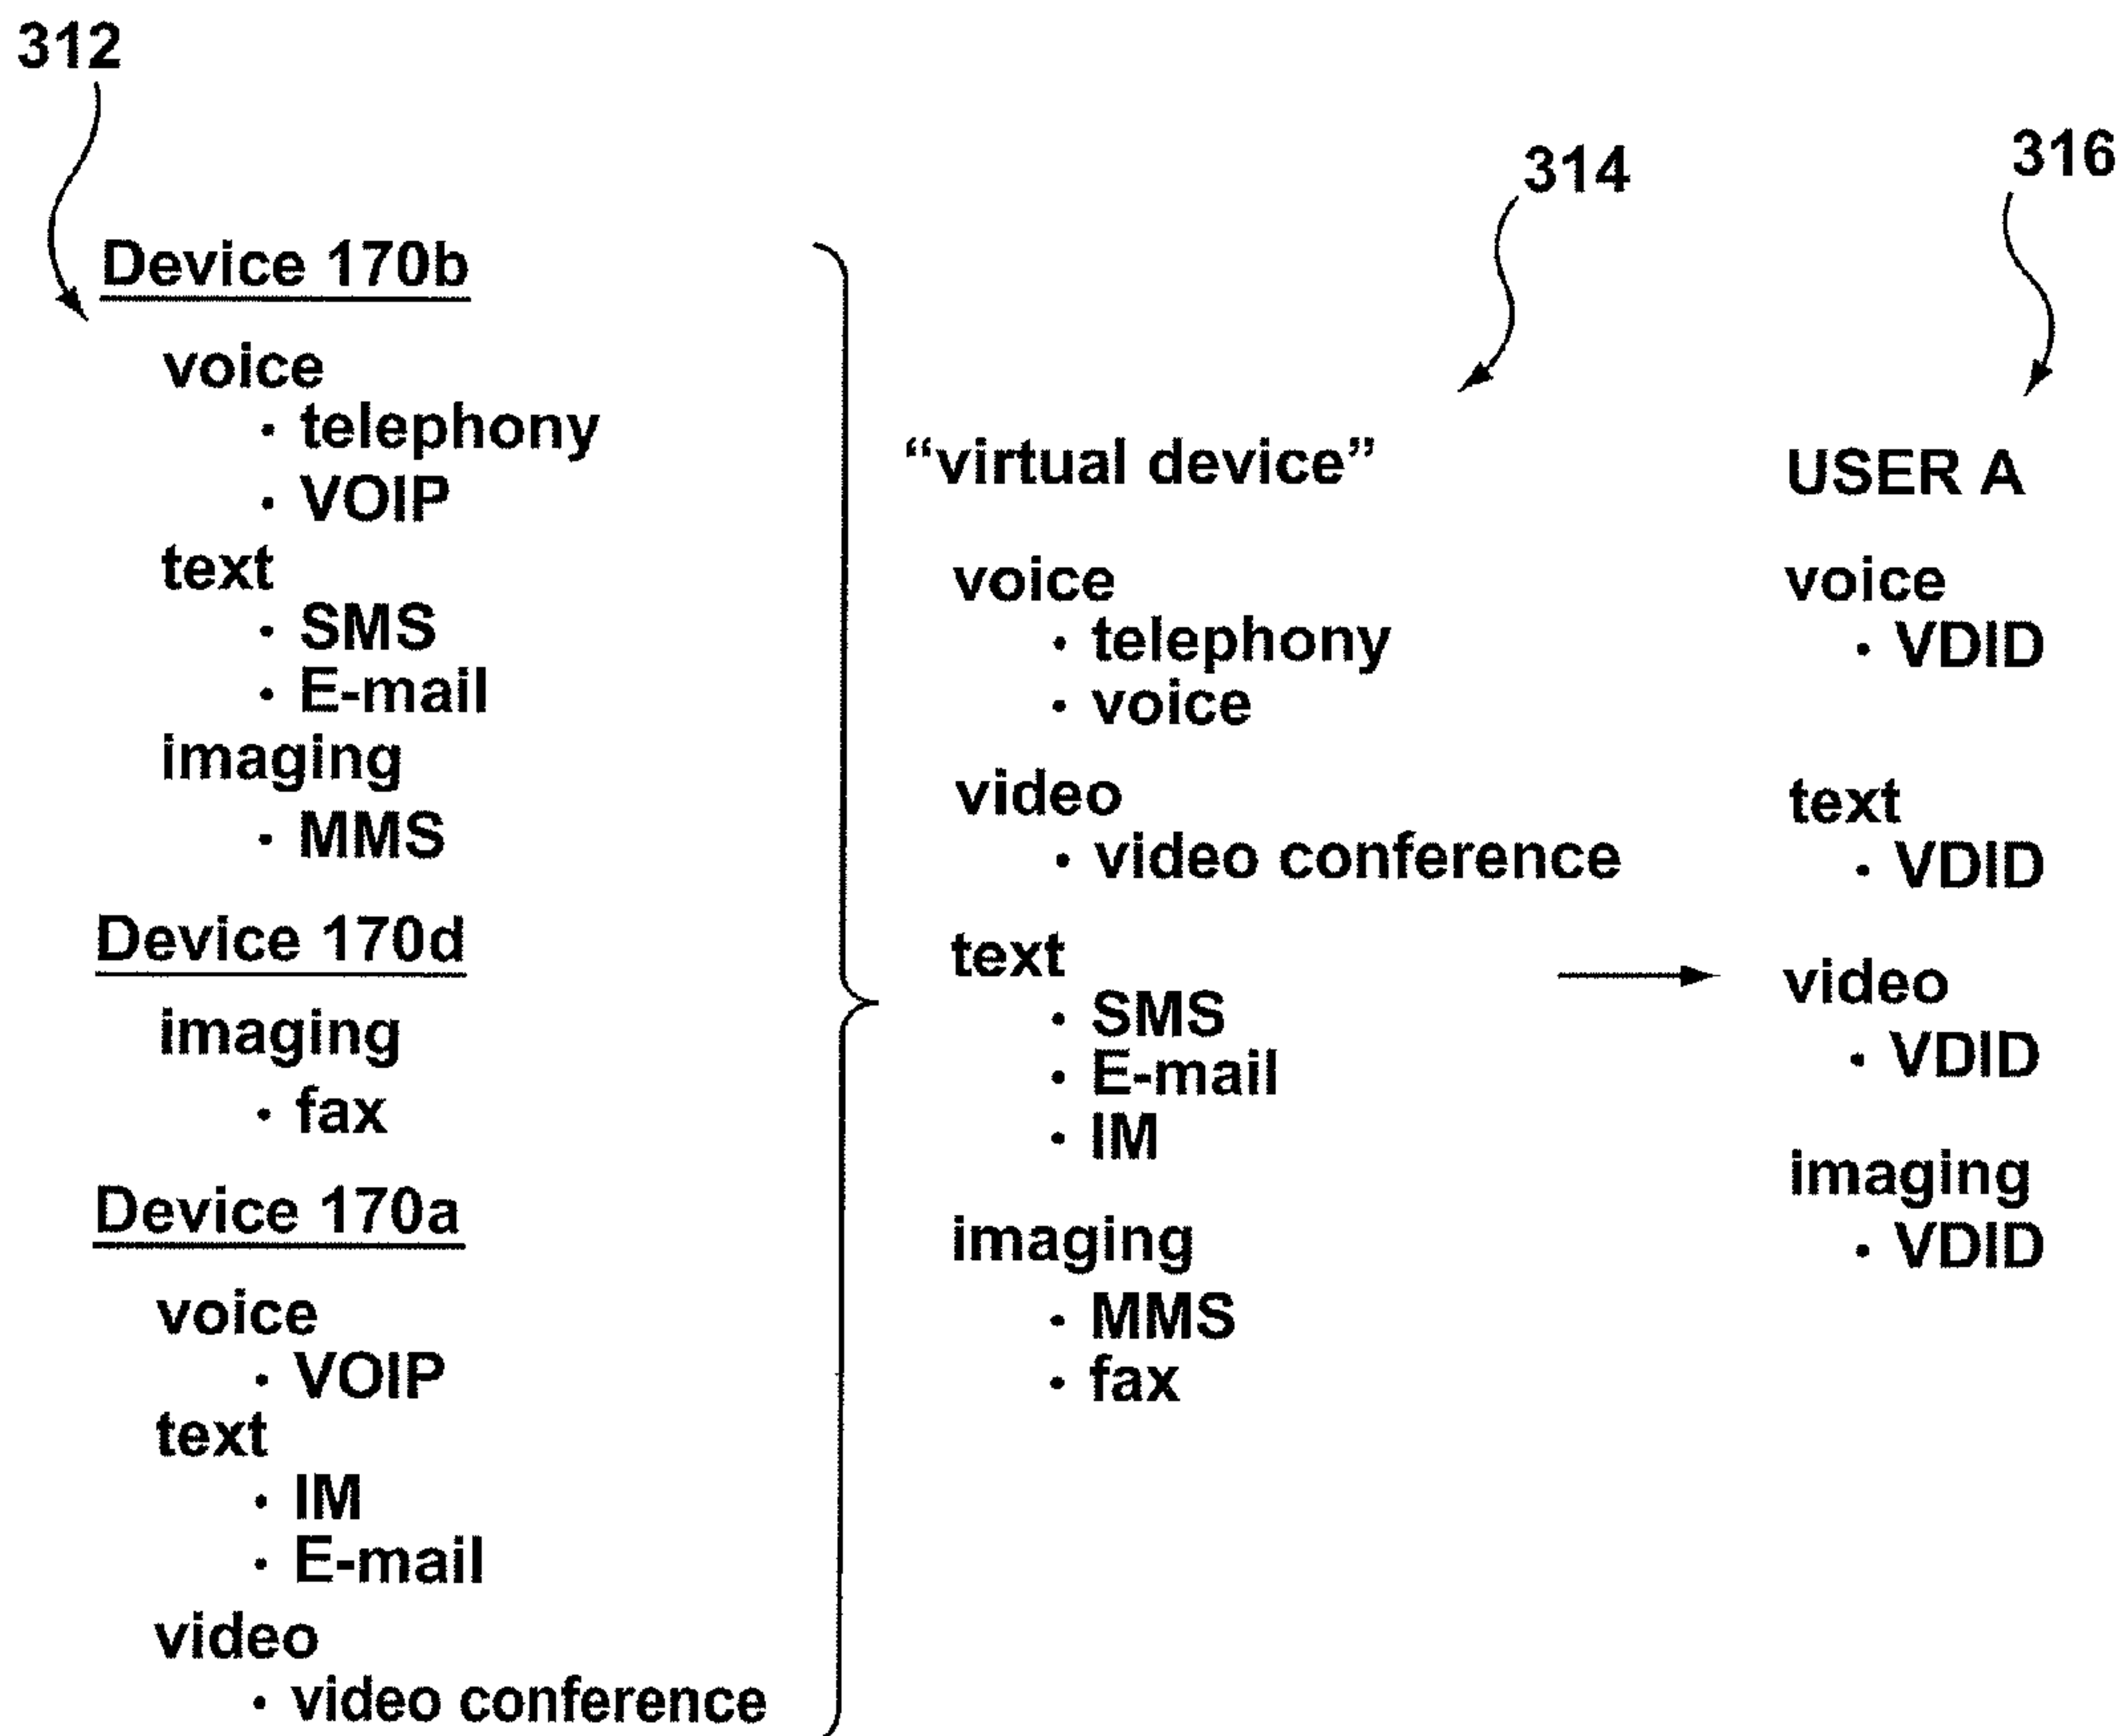 312
Device 170b
voice
· telephony
· VOIP
text
· SMS
· E-mail
imaging
· MMS
Device 170d
imaging
· fax
Device 170a
voice
· VOIP
text
· IM
· E-mail
video
· video conference
314
“virtual device”
voice
· telephony
· voice
video
· video conference
text
· SMS
· E-mail
· IM
imaging
· MMS
· fax
316
USER A
voice
· VDID
text
· VDID
video
· VDID
imaging
· VDID